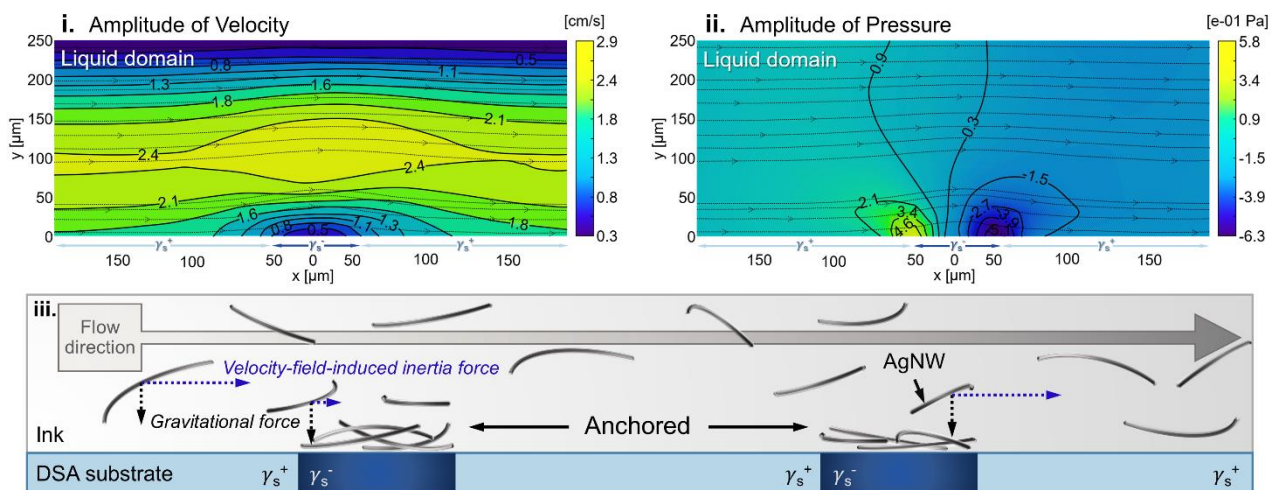 i. Amplitude of Velocity
[cm/s]
Liquid domain
y [μm]
250
200
150
100
50
0
0.8
0.5
1.3
1.6
1.1
1.8
2.1
2.4
2.4
2.1
1.6
1.8
0.8
0.5
1.1
1.3
2.9
2.4
1.8
1.3
0.8
0.3
γs+
γs-
γs+
150 100 50 0 50 100 150
x [μm]
ii. Amplitude of Pressure
[e-01 Pa]
Liquid domain
y [μm]
250
200
150
100
50
0
0.9
0.3
-1.5
2.1
3.4
4.6
-2.7
5.8
3.4
0.9
-1.5
-3.9
-6.3
γs+
γs-
γs+
150 100 50 0 50 100 150
x [μm]
iii.
Flow
direction
Velocity-field-induced inertia force
AgNW
Gravitational force
Anchored
Ink
DSA substrate
γs+ γs- γs+ γs- γs+